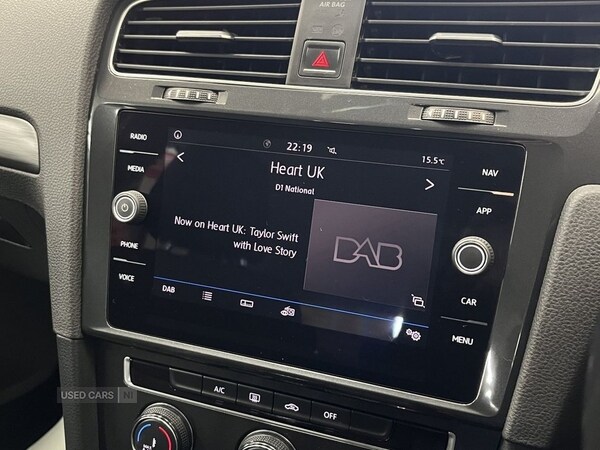 AIR BAG
RADIO
MEDIA
PHONE
VOICE
22:19
15.5°C
Heart UK
D1 National
Now on Heart UK: Taylor Swift
with Love Story
DAB
DAB
NAV
APP
CAR
MENU
A/C
OFF
USED CARS NI